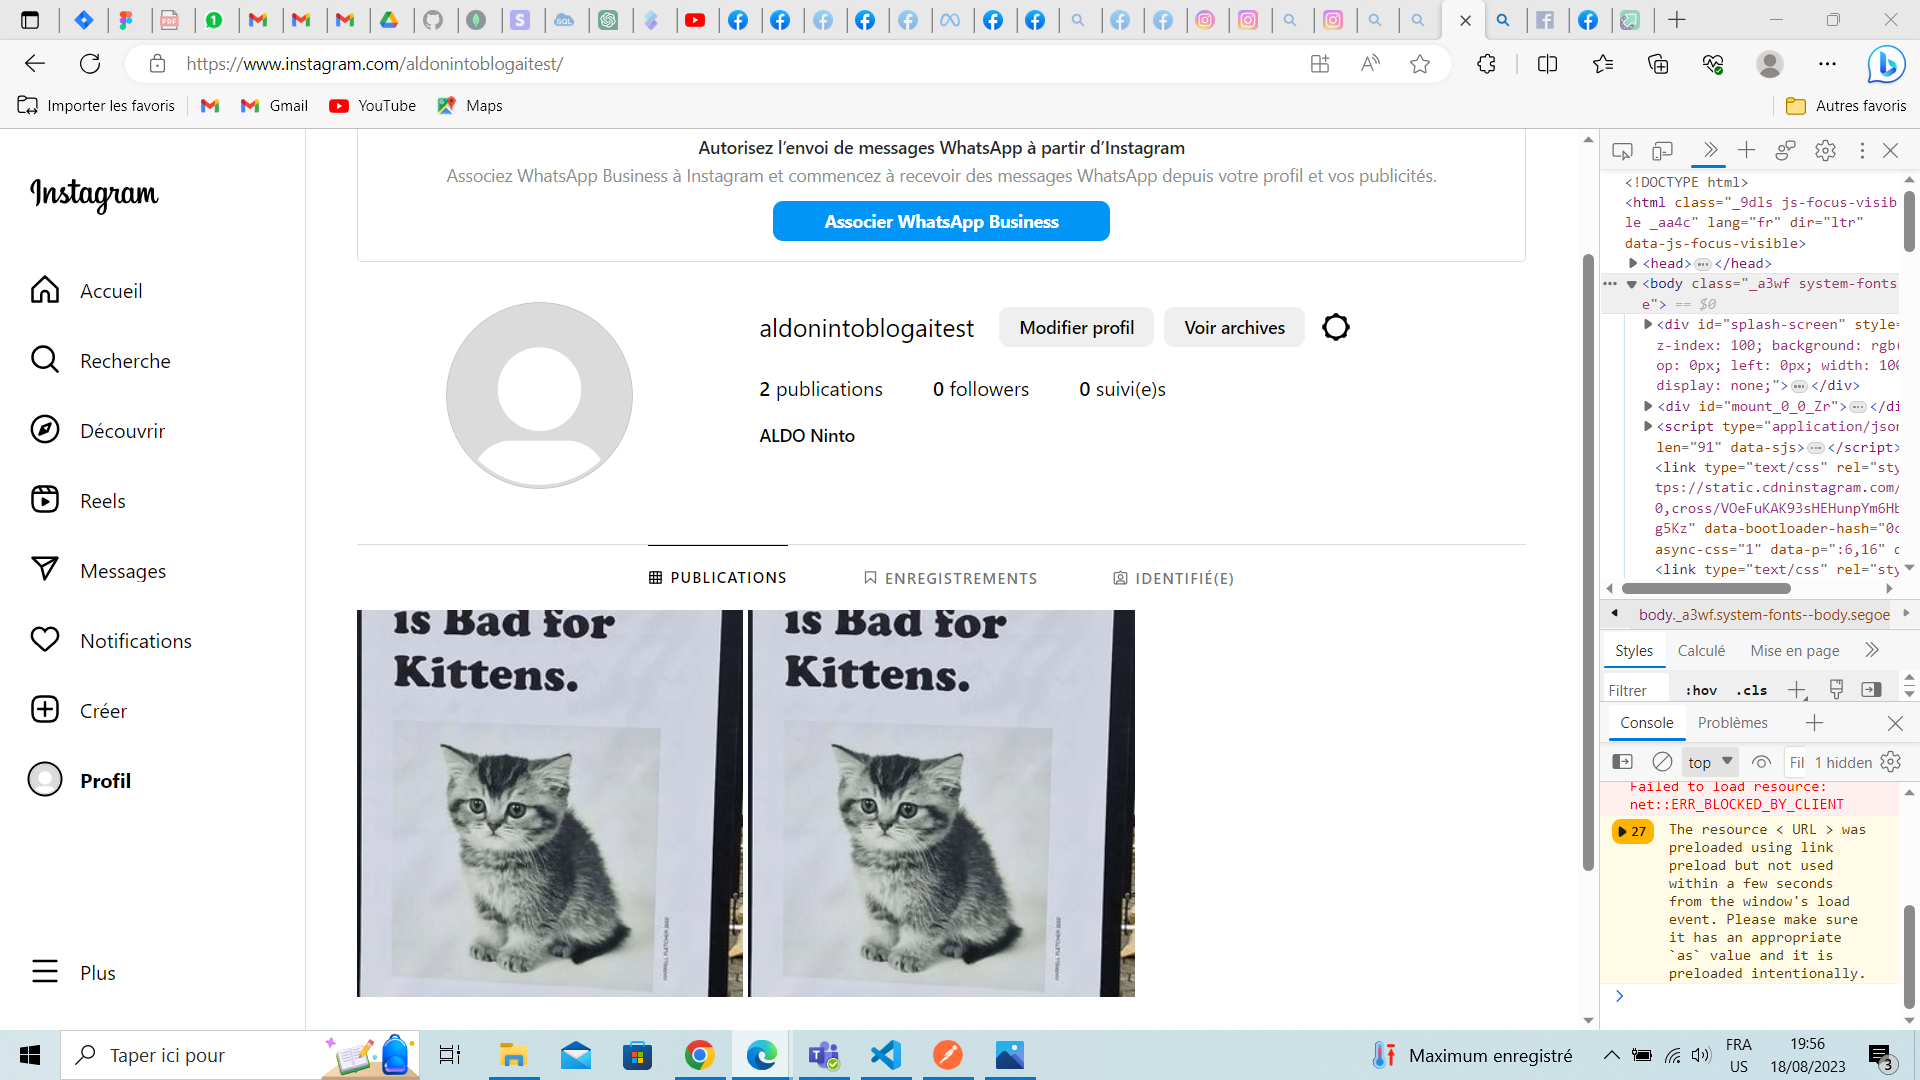 https://www.instagram.com/aldonintoblogaitest/
Importer les favoris
Gmail
YouTube
Maps
Autres favoris
Instagram
Accueil
Recherche
Découvrir
Reels
Messages
Notifications
Créer
Profil
Plus
Autorisez l’envoi de messages WhatsApp à partir d’Instagram
Associez WhatsApp Business à Instagram et commencez à recevoir des messages WhatsApp depuis votre profil et vos publicités.
Associer WhatsApp Business
aldonintoblogaitest
Modifier profil
Voir archives
2 publications
0 followers
0 suivi(e)s
ALDO Ninto
PUBLICATIONS
ENREGISTREMENTS
IDENTIFIÉ(E)
is Bad for
Kittens.
is Bad for
Kittens.
<!DOCTYPE html>
<html class="_9dls js-focus-visib
le _aa4c" lang="fr" dir="ltr"
data-js-focus-visible>
<head>…</head>
<body class="_a3wf system-fonts
e"> == $0
<div id="splash-screen" style=
z-index: 100; background: rgb(
op: 0px; left: 0px; width: 100
display: none;">…</div>
<div id="mount_0_0_Zr">…</di
<script type="application/json
len="91" data-sjs>…</script>
<link type="text/css" rel="sty
tps://static.cdninstagram.com/
0,cross/VOeFuKAK93sHEHunpYm6Hb
g5Kz" data-bootloader-hash="0c
async-css="1" data-p=":6,16" c
<link type="text/css" rel="sty
body._a3wf.system-fonts--body.segoe
Styles
Calculé
Mise en page
Filtrer
:hov
.cls
Console
Problèmes
top
Fil
1 hidden
Failed to load resource:
net::ERR_BLOCKED_BY_CLIENT
27
The resource < URL > was
preloaded using link
preload but not used
within a few seconds
from the window's load
event. Please make sure
it has an appropriate
`as` value and it is
preloaded intentionally.
Taper ici pour
Maximum enregistré
FRA
US
19:56
18/08/2023
3